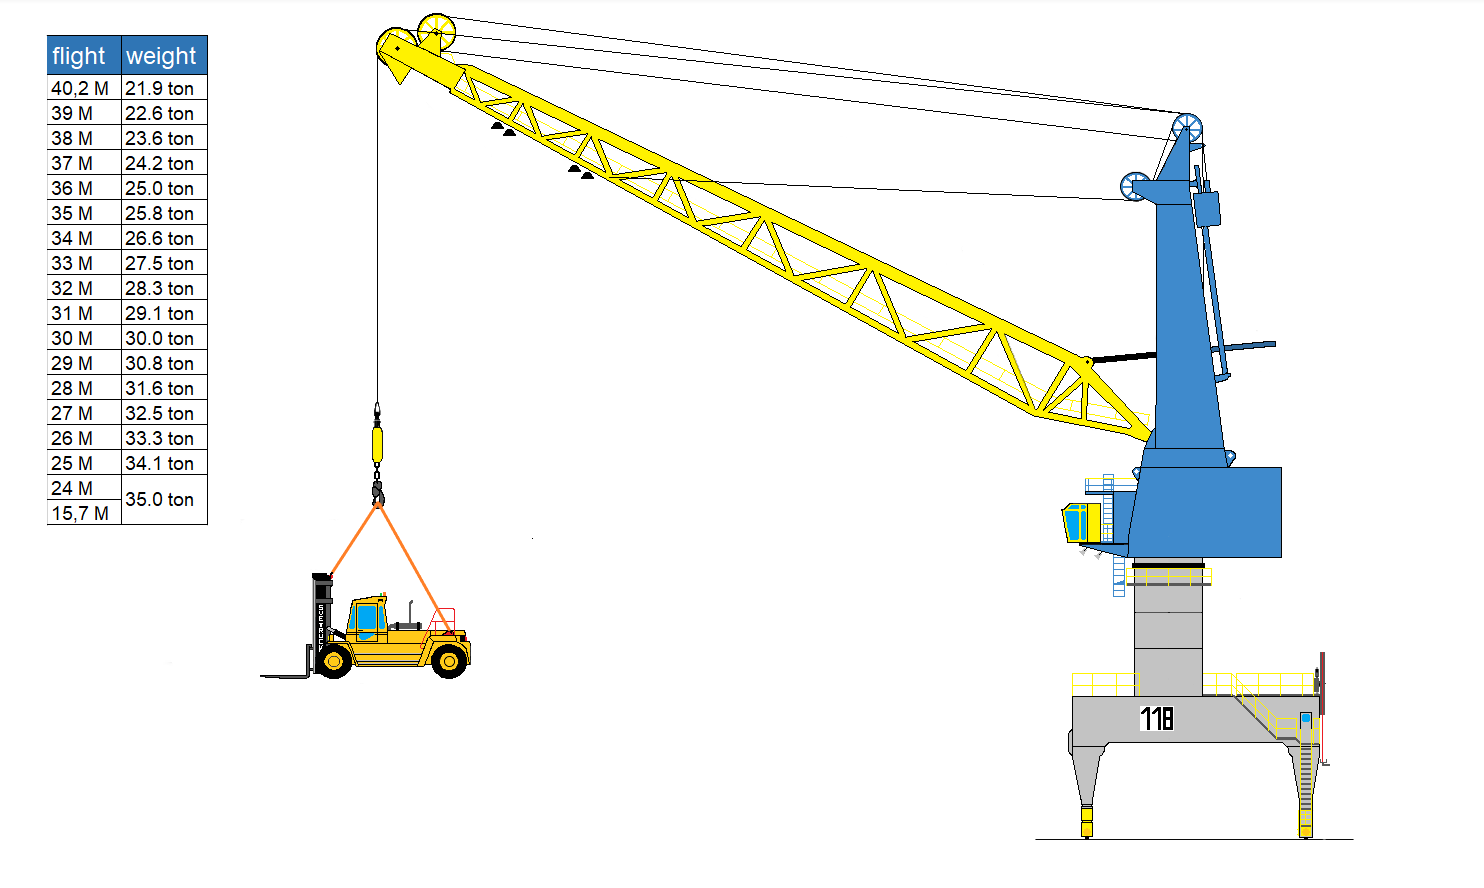 flight weight
40,2 M 21.9 ton
39 M 22.6 ton
38 M 23.6 ton
37 M 24.2 ton
36 M 25.0 ton
35 M 25.8 ton
34 M 26.6 ton
33 M 27.5 ton
32 M 28.3 ton
31 M 29.1 ton
30 M 30.0 ton
29 M 30.8 ton
28 M 31.6 ton
27 M 32.5 ton
26 M 33.3 ton
25 M 34.1 ton
24 M
35.0 ton
15,7 M
118